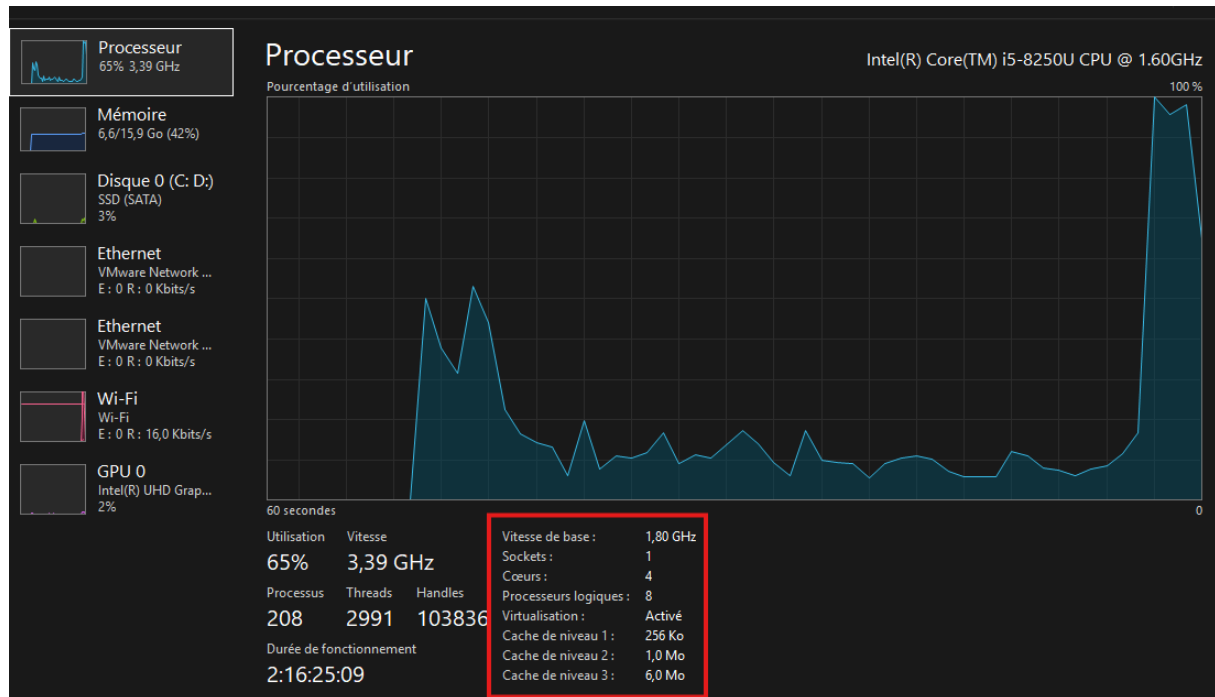 Processeur
65% 3,39 GHz
Mémoire
6,6/15,9 Go (42%)
Disque 0 (C: D:)
SSD (SATA)
3%
Ethernet
VMware Network ...
E : 0 R : 0 Kbits/s
Ethernet
VMware Network ...
E : 0 R : 0 Kbits/s
Wi-Fi
Wi-Fi
E : 0 R : 16,0 Kbits/s
GPU 0
Intel(R) UHD Grap...
2%
Processeur
Intel(R) Core(TM) i5-8250U CPU @ 1.60GHz
Pourcentage d'utilisation
100 %
60 secondes
0
Utilisation Vitesse
65% 3,39 GHz
Processus Threads Handles
208 2991 103836
Durée de fonctionnement
2:16:25:09
Vitesse de base : 1,80 GHz
Sockets : 1
Cœurs : 4
Processeurs logiques : 8
Virtualisation : Activé
Cache de niveau 1 : 256 Ko
Cache de niveau 2 : 1,0 Mo
Cache de niveau 3 : 6,0 Mo